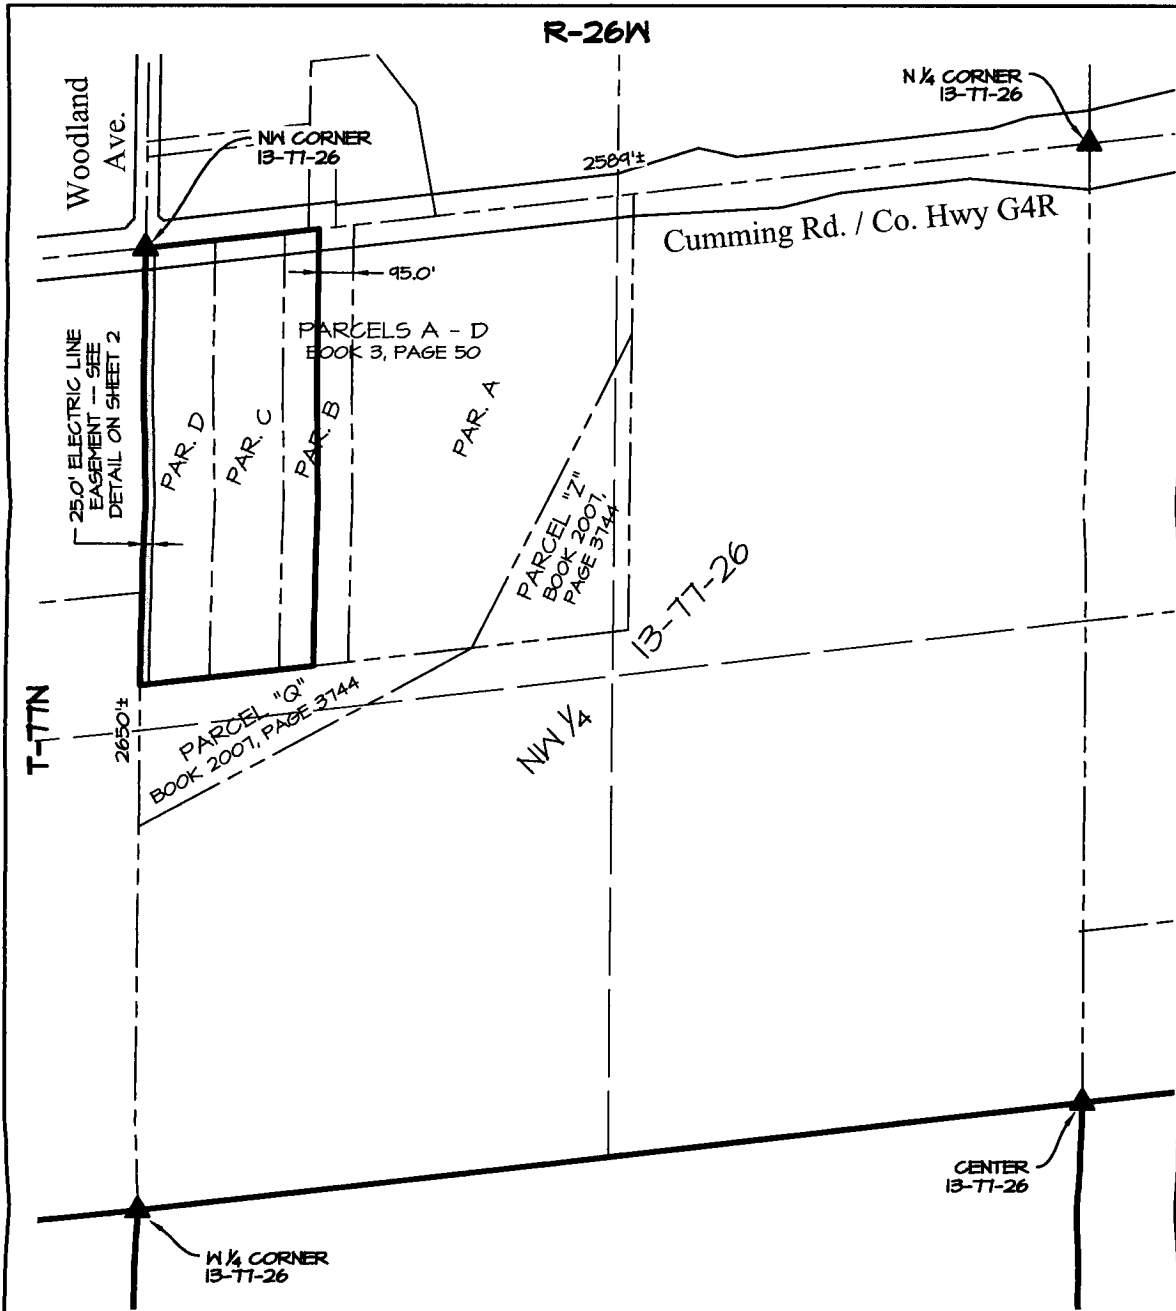 R-26W
Woodland
Ave.
N 1/4 CORNER
13-77-26
NW CORNER
13-77-26
2589'±
Cumming Rd. / Co. Hwy G4R
95.0'
PARCELS A - D
BOOK 3, PAGE 50
25.0' ELECTRIC LINE
EASEMENT -- SEE
DETAIL ON SHEET 2
PAR. D
PAR. C
PAR. B
PAR. A
PARCEL "Z"
BOOK 2007,
PAGE 3744
13-77-26
T-77N
2650'±
PARCEL "Q"
BOOK 2007, PAGE 3744
NW 1/4
CENTER
13-77-26
W 1/4 CORNER
13-77-26